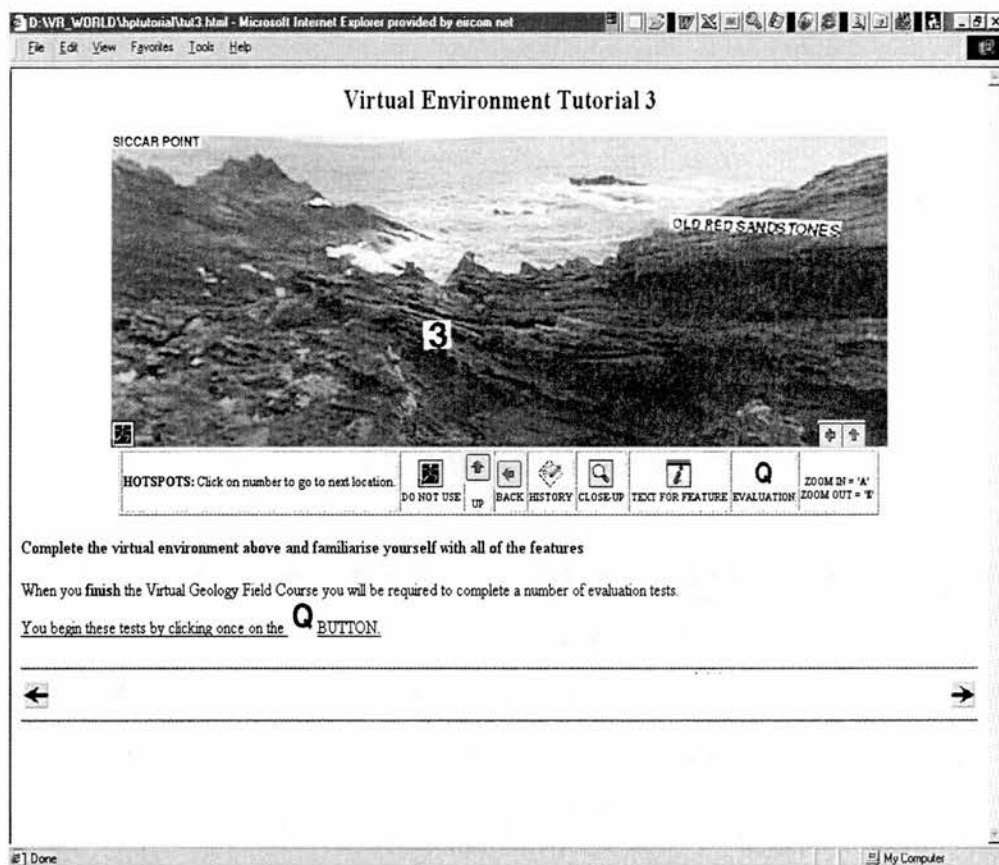 D:\VR_WORLD\hptutorial\tut3.html - Microsoft Internet Explorer provided by eircom net
File Edit View Favorites Tools Help
Virtual Environment Tutorial 3
SICCAR POINT
OLD RED SANDSTONES
3
HOTSPOTS: Click on number to go to next location.
DO NOT USE
UP
BACK
HISTORY
CLOSE-UP
TEXT FOR FEATURE
Q
EVALUATION
ZOOM IN = 'A'
ZOOM OUT = 'Z'
Complete the virtual environment above and familiarise yourself with all of the features
When you finish the Virtual Geology Field Course you will be required to complete a number of evaluation tests.
You begin these tests by clicking once on the Q BUTTON.
Done
My Computer